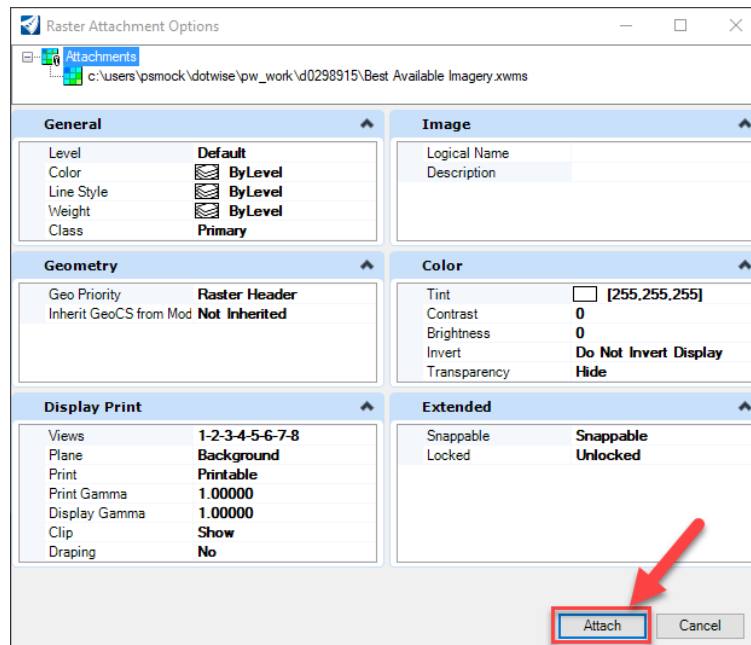 Raster Attachment Options
Attachments
c:\users\psmock\dotwise\pw_work\d0298915\Best Available Imagery.xwms
General
Level Default
Color ByLevel
Line Style ByLevel
Weight ByLevel
Class Primary
Image
Logical Name
Description
Geometry
Geo Priority Raster Header
Inherit GeoCS from Mod Not Inherited
Color
Tint [255,255,255]
Contrast 0
Brightness 0
Invert Do Not Invert Display
Transparency Hide
Display Print
Views 1-2-3-4-5-6-7-8
Plane Background
Print Printable
Print Gamma 1.00000
Display Gamma 1.00000
Clip Show
Draping No
Extended
Snappable Snappable
Locked Unlocked
Attach Cancel